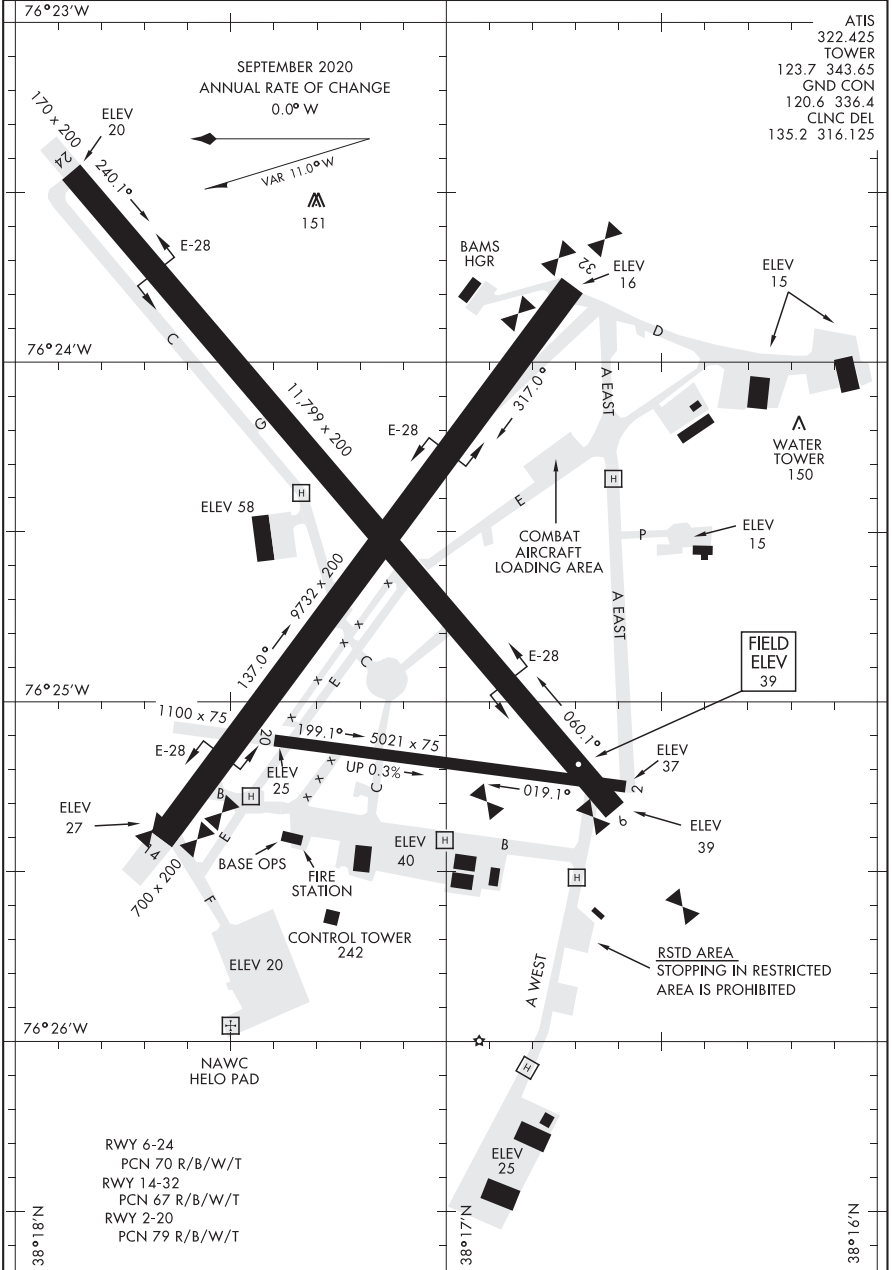 76°23'W
ATIS
322.425
TOWER
123.7 343.65
GND CON
120.6 336.4
CLNC DEL
135.2 316.125
SEPTEMBER 2020
ANNUAL RATE OF CHANGE
0.0° W
VAR 11.0° W
151
170 x 200
ELEV
20
24
240.1°
E-28
BAMS
HGR
32
ELEV
16
ELEV
15
76°24'W
C
D
11,799 x 200
317.0°
A EAST
E-28
G
WATER
TOWER
150
H
H
ELEV 58
E
COMBAT
AIRCRAFT
LOADING AREA
P
ELEV
15
9732 x 200
x
x
x
x
x
x
x
x
x
A EAST
C
E
137.0°
E-28
FIELD
ELEV
39
76°25'W
060.1°
1100 x 75
E-28
20
199.1°
5021 x 75
UP 0.3%
ELEV
25
C
019.1°
ELEV
37
2
6
ELEV
39
ELEV
27
B
H
E
14
700 x 200
BASE OPS
FIRE
STATION
ELEV
40
H
B
H
F
CONTROL TOWER
242
ELEV 20
A WEST
RSTD AREA
STOPPING IN RESTRICTED
AREA IS PROHIBITED
76°26'W
NAWC
HELO PAD
H
ELEV
25
RWY 6-24
PCN 70 R/B/W/T
RWY 14-32
PCN 67 R/B/W/T
RWY 2-20
PCN 79 R/B/W/T
38°18'N
38°17'N
38°16'N